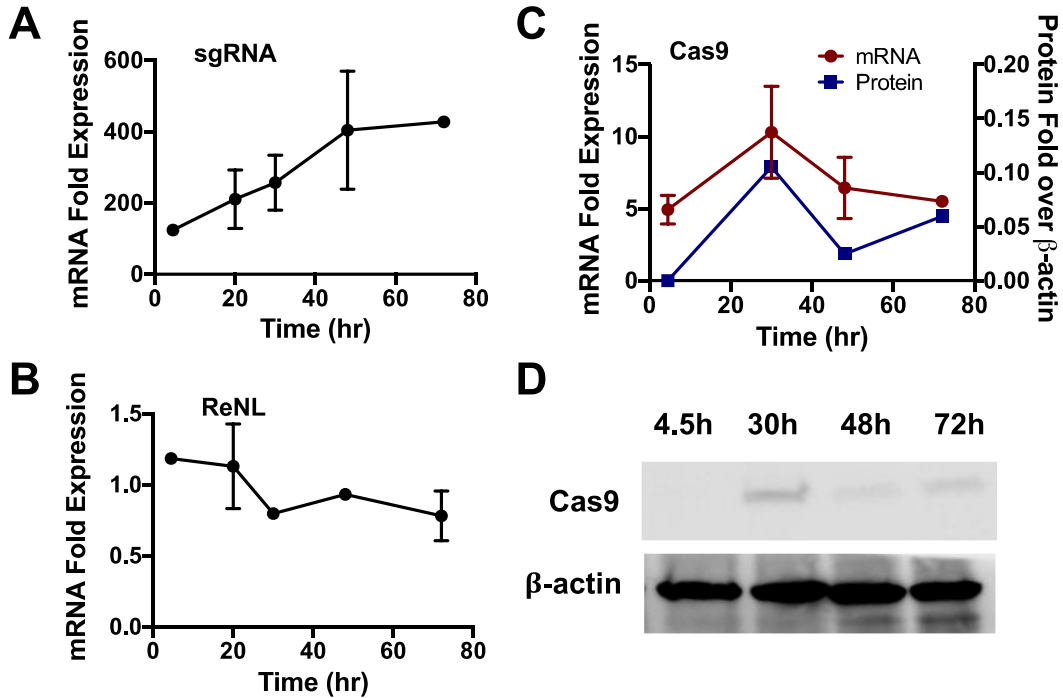 A
sgRNA
mRNA Fold Expression
600
400
200
0
0 20 40 60 80
Time (hr)
B
ReNL
mRNA Fold Expression
1.5
1.0
0.5
0.0
0 20 40 60 80
Time (hr)
C
Cas9
mRNA
Protein
mRNA Fold Expression
15
10
5
0
0 20 40 60 80
Time (hr)
0.20
0.15
0.10
0.05
0.00
Protein Fold over β-actin
D
4.5h 30h 48h 72h
Cas9
β-actin